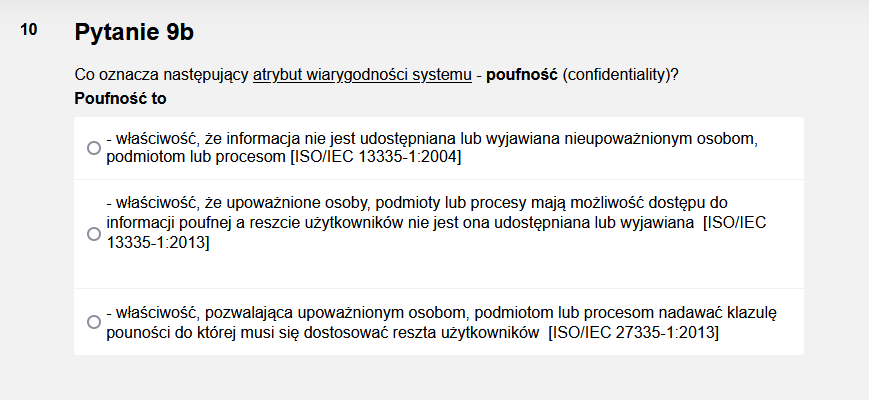 10
Pytanie 9b
Co oznacza następujący atrybut wiarygodności systemu - poufność (confidentiality)?
Poufność to
- właściwość, że informacja nie jest udostępniana lub wyjawiana nieupoważnionym osobom,
podmiotom lub procesom [ISO/IEC 13335-1:2004]
- właściwość, że upoważnione osoby, podmioty lub procesy mają możliwość dostępu do
informacji poufnej a reszcie użytkowników nie jest ona udostępniana lub wyjawiana [ISO/IEC
13335-1:2013]
- właściwość, pozwalająca upoważnionym osobom, podmiotom lub procesom nadawać klazulę
pouności do której musi się dostosować reszta użytkowników [ISO/IEC 27335-1:2013]